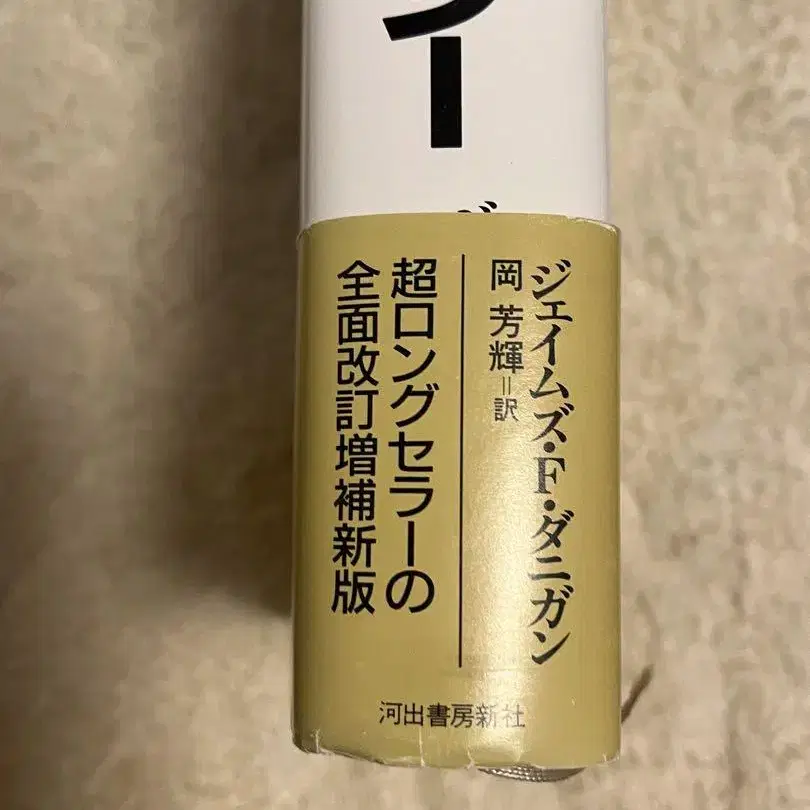 ー
ジェイムズ・F・ダニガン
岡 芳輝=訳
超ロングセラーの
全面改訂増補新版
河出書房新社